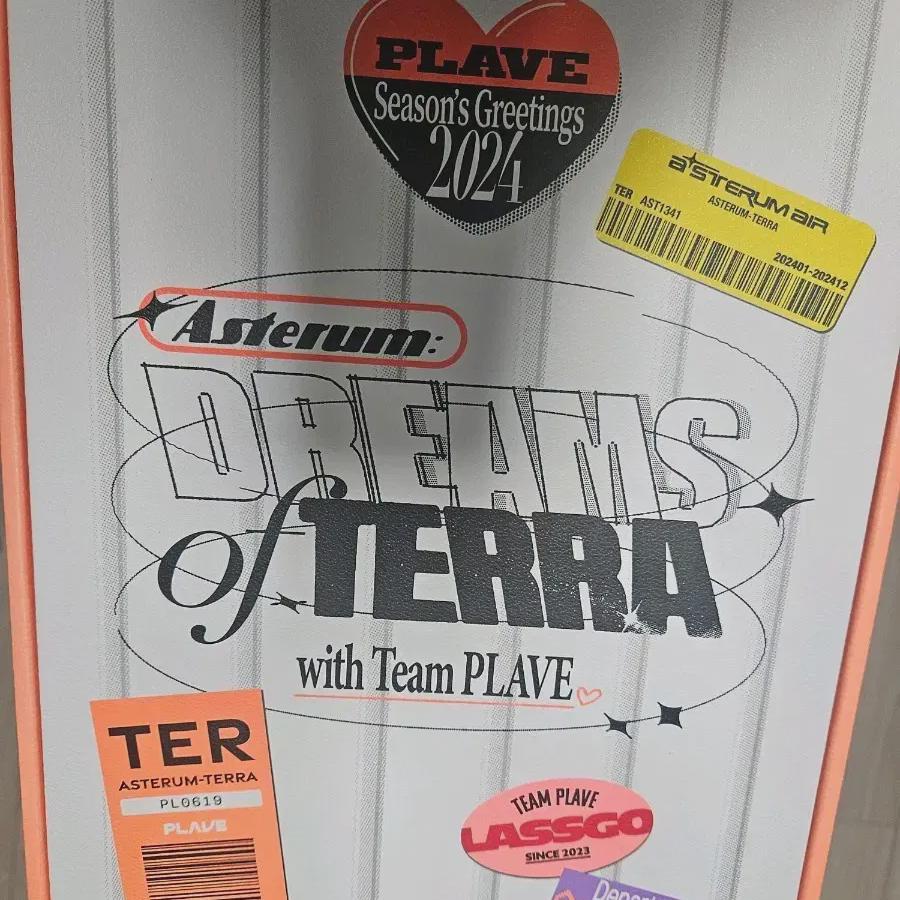 PLAVE
Season's Greetings
2024
asterum air
ASTERUM-TERRA
TER AST1341
202401-202412
Asterum:
DREAMS
of TERRA
with Team PLAVE
TER
ASTERUM-TERRA
PL0619
PLAVE
TEAM PLAVE
LASSGO
SINCE 2023